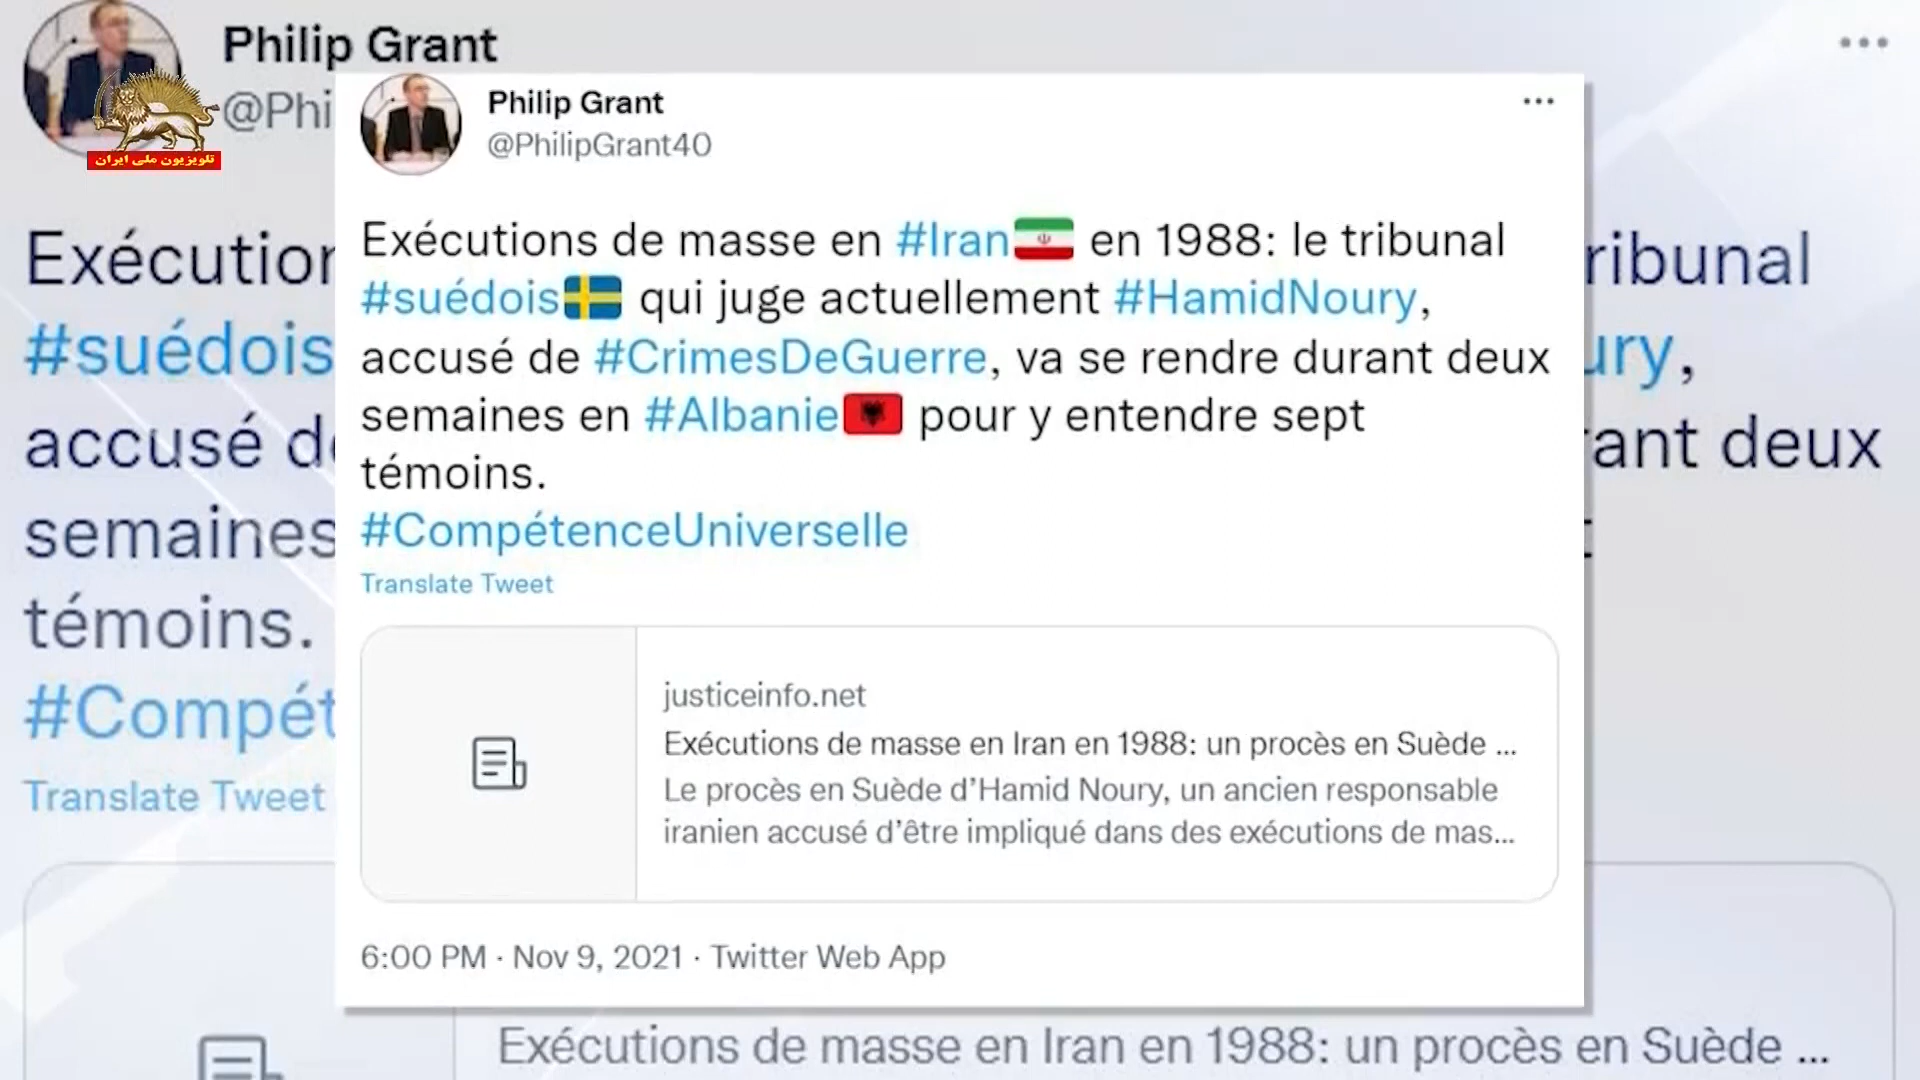 Philip Grant
@Phi
تلویزیون ملی ایران
Philip Grant
@PhilipGrant40
Exécutions de masse en #Iran en 1988: le tribunal
#suédois qui juge actuellement #HamidNoury,
accusé de #CrimesDeGuerre, va se rendre durant deux
semaines en #Albanie pour y entendre sept
témoins.
#CompétenceUniverselle
Translate Tweet
justiceinfo.net
Exécutions de masse en Iran en 1988: un procès en Suède ...
Le procès en Suède d'Hamid Noury, un ancien responsable
iranien accusé d'être impliqué dans des exécutions de mas...
6:00 PM · Nov 9, 2021 · Twitter Web App
Exécution
ribunal
#suédois
ury,
accusé d
rant deux
semaines
témoins.
#Compét
Translate Tweet
Exécutions de masse en Iran en 1988: un procès en Suède ...